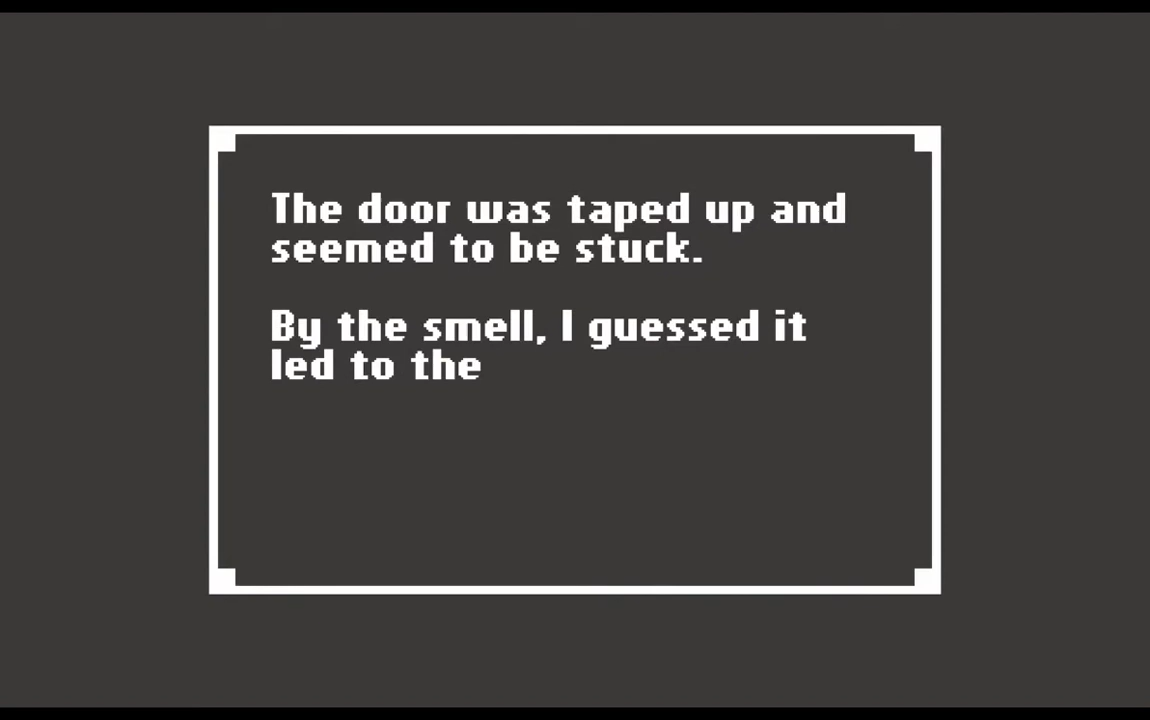 The door was taped up and
seemed to be stuck.
By the smell, I guessed it
led to the